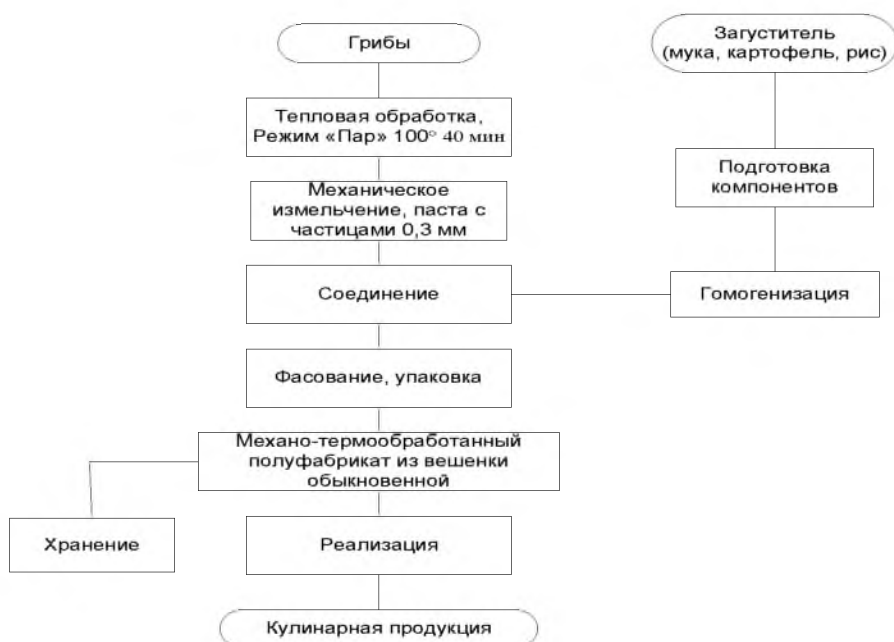 Грибы
Загуститель
(мука, картофель, рис)
Тепловая обработка,
Режим «Пар» 100° 40 мин
Подготовка
компонентов
Механическое
измельчение, паста с
частицами 0,3 мм
Соединение
Гомогенизация
Фасование, упаковка
Механо-термообработанный
полуфабрикат из вешенки
обыкновенной
Хранение
Реализация
Кулинарная продукция